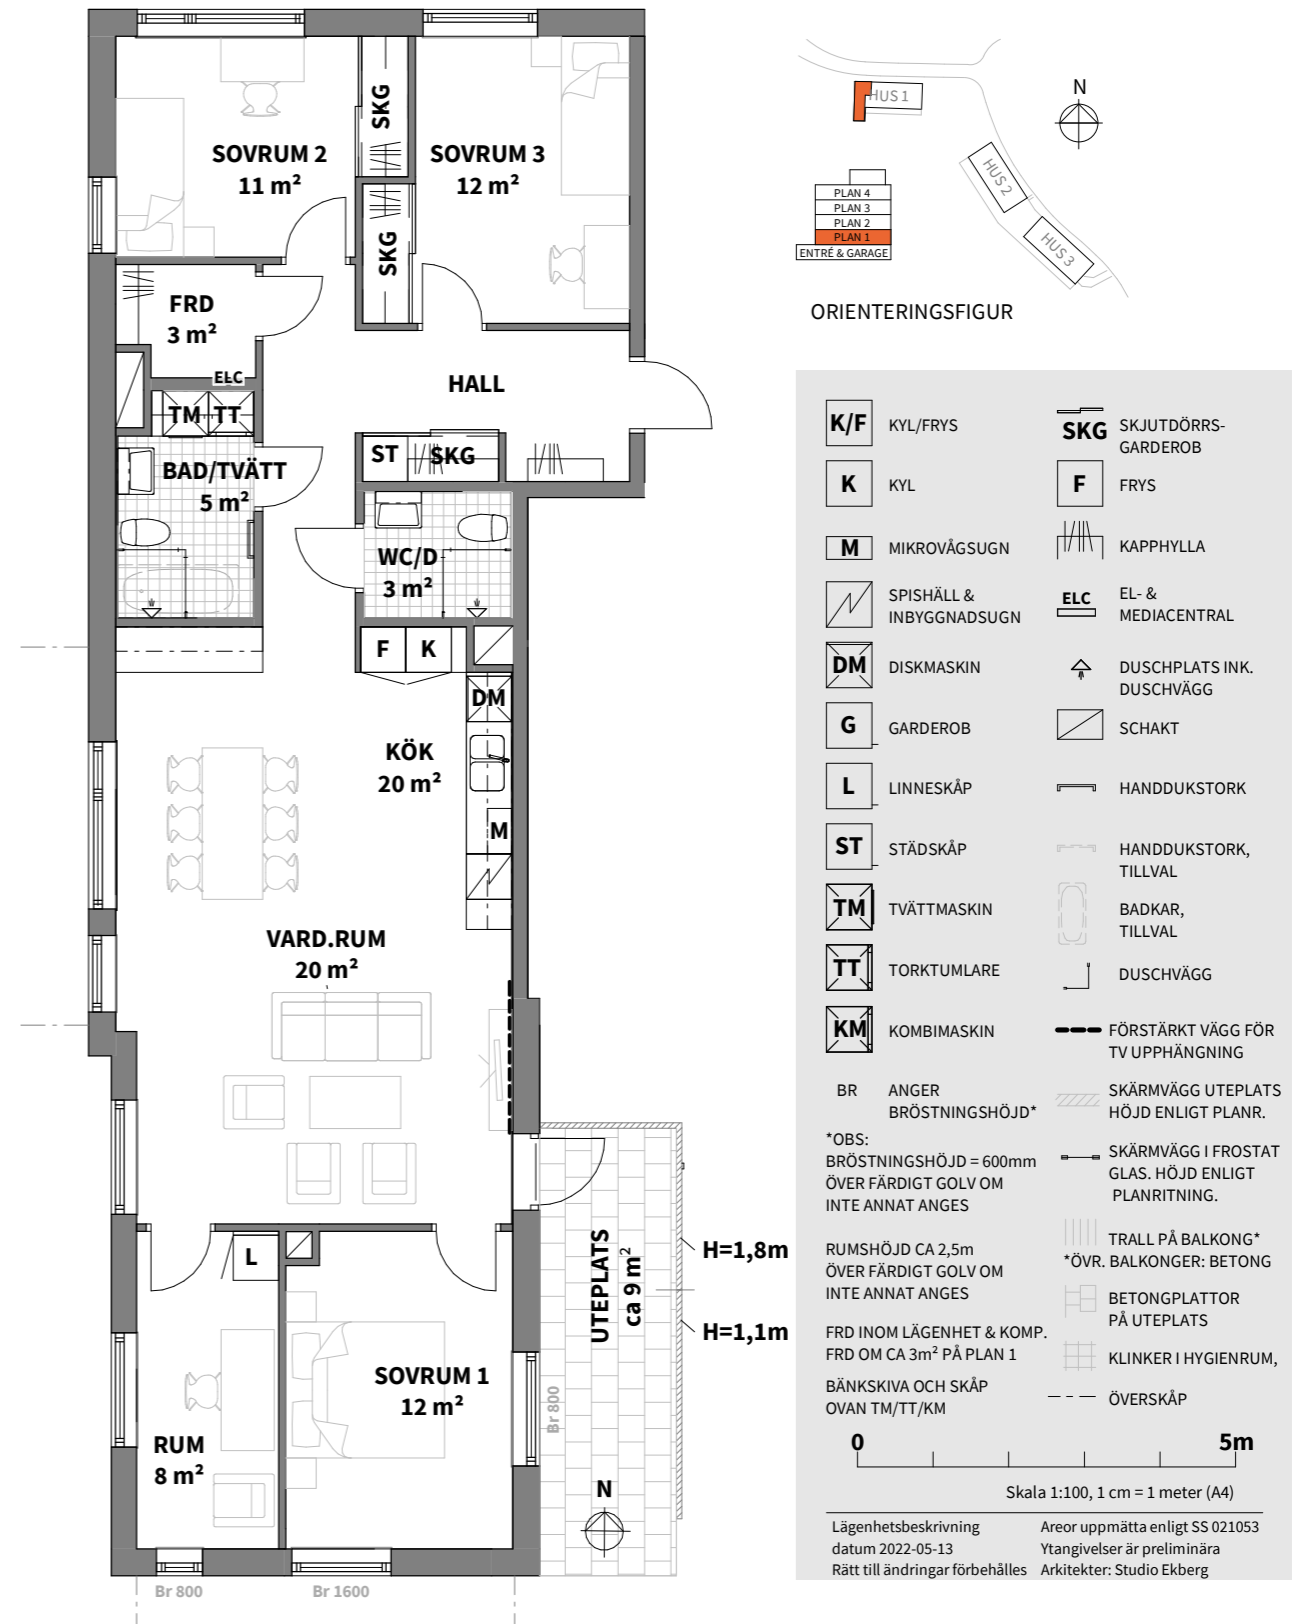 SKG
SOVRUM 2
11 m²
SOVRUM 3
12 m²
SKG
FRD
3 m²
ELC
TM TT
HALL
BAD/TVÄTT
5 m²
ST
SKG
WC/D
3 m²
F
K
DM
KÖK
20 m²
M
VARD.RUM
20 m²
L
UTEPLATS
ca 9 m²
H=1,8m
H=1,1m
SOVRUM 1
12 m²
Br 800
RUM
8 m²
N
Br 800
Br 1600
HUS 1
N
HUS 2
HUS 3
PLAN 4
PLAN 3
PLAN 2
PLAN 1
ENTRÉ & GARAGE
ORIENTERINGSFIGUR
K/F
KYL/FRYS
K
KYL
M
MIKROVÅGSUGN
SPISHÄLL &
INBYGGNADSUGN
DM
DISKMASKIN
G
GARDEROB
L
LINNESKÅP
ST
STÄDSKÅP
TM
TVÄTTMASKIN
TT
TORKTUMLARE
KM
KOMBIMASKIN
BR
ANGER
BRÖSTNINGSHÖJD*
*OBS:
BRÖSTNINGSHÖJD = 600mm
ÖVER FÄRDIGT GOLV OM
INTE ANNAT ANGES
RUMSHÖJD CA 2,5m
ÖVER FÄRDIGT GOLV OM
INTE ANNAT ANGES
FRD INOM LÄGENHET & KOMP.
FRD OM CA 3m² PÅ PLAN 1
BÄNKSKIVA OCH SKÅP
OVAN TM/TT/KM
SKG
SKJUTDÖRRS-
GARDEROB
F
FRYS
KAPPHYLLA
ELC
EL- &
MEDIACENTRAL
DUSCHPLATS INK.
DUSCHVÄGG
SCHAKT
HANDDUKSTORK
HANDDUKSTORK,
TILLVAL
BADKAR,
TILLVAL
DUSCHVÄGG
FÖRSTÄRKT VÄGG FÖR
TV UPPHÄNGNING
SKÄRMVÄGG UTEPLATS
HÖJD ENLIGT PLANR.
SKÄRMVÄGG I FROSTAT
GLAS. HÖJD ENLIGT
PLANRITNING.
TRALL PÅ BALKONG*
*ÖVR. BALKONGER: BETONG
BETONGPLATTOR
PÅ UTEPLATS
KLINKER I HYGIENRUM,
ÖVERSKÅP
0
5m
Skala 1:100, 1 cm = 1 meter (A4)
Lägenhetsbeskrivning
datum 2022-05-13
Rätt till ändringar förbehålles
Areor uppmätta enligt SS 021053
Ytangivelser är preliminära
Arkitekter: Studio Ekberg